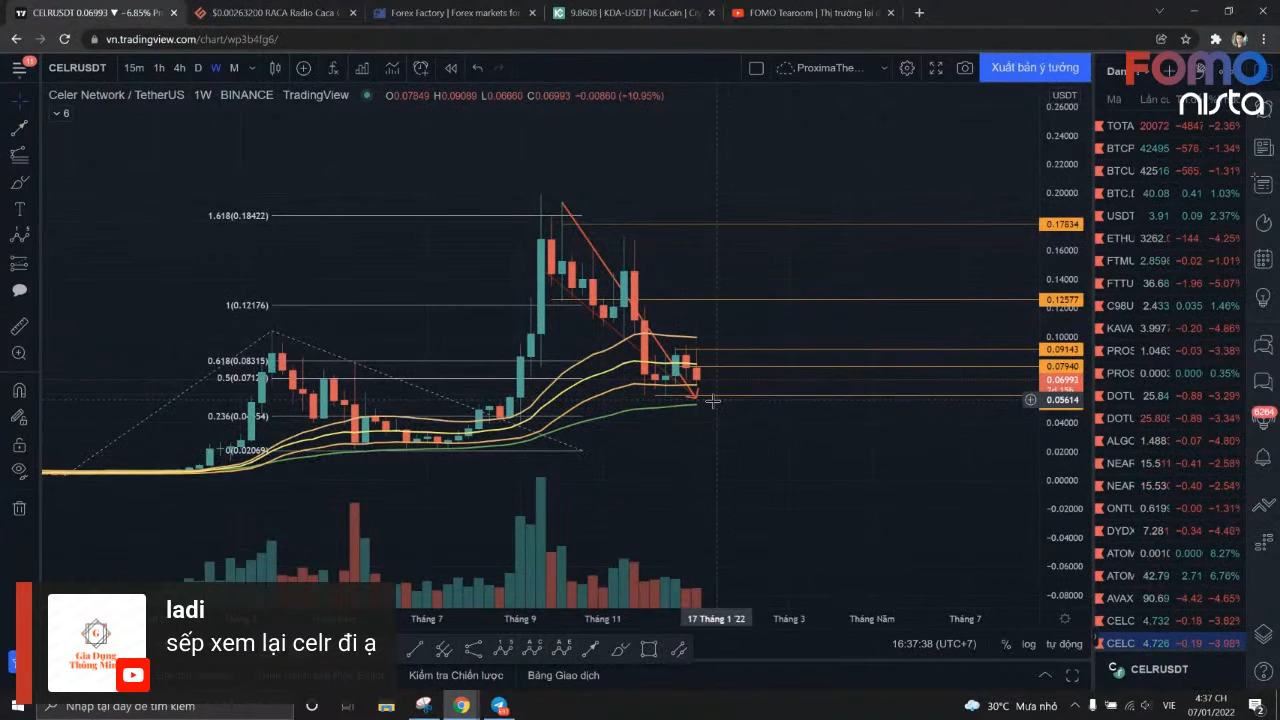 CELRUSDT 0.06993 ▼ −6.85% Pr
$0.00263200 RACA Radio Caca
Forex Factory | Forex markets for
9.8608 | KDA-USDT | KuCoin | Cry
FOMO Tearoom | Thị trường lại đ
vn.tradingview.com/chart/wp3b4fg6/
11
CELRUSDT 15m 1h 4h D W M
ProximaThe...
Xuất bản ý tưởng
FOMO
nista
Celer Network / TetherUS 1W BINANCE TradingView
O0.07849 H0.09089 L0.06660 C0.06993 −0.00860 (−10.95%)
6
USDT
0.26000
0.24000
0.22000
0.20000
0.17834
0.16000
0.14000
0.12577
0.12000
0.10000
0.09143
0.07940
0.06993
0.05614
0.04000
0.02000
0.00000
−0.02000
−0.04000
−0.06000
−0.08000
1.618(0.18422)
1(0.12176)
0.618(0.08315)
0(0.02069)
Mã
TOTA 20072 −4847 −2.36%
BTCP 42495 −576. −1.34%
BTCU 42516 −565. −1.31%
BTC.D 40.08 0.41 1.03%
USDT 3.91 0.09 2.37%
ETHU 3262.0 −144. −4.25%
FTMU 2.8598 −0.02 −1.01%
FTTU 36.68 −1.96 −5.07%
C98U 2.433 0.035 1.46%
KAVA 3.9977 −0.20 −4.86%
PROS 1.0463 −0.03 −3.38%
PROS 0.0003 0.000 0.35%
DOTU 25.84 −0.88 −3.29%
DOTU 25.809 −0.89 −3.34%
ALGO 1.4883 −0.07 −4.80%
NEAR 15.511 −0.41 −2.58%
NEAR 15.530 −0.40 −2.53%
ONTU 0.6199 −0.00 −1.31%
DYDX 7.281 −0.34 −4.48%
ATOM 0.0010 0.000 8.27%
ATOM 42.79 2.71 6.76%
AVAX 90.69 −4.42 −4.65%
CELC 4.732 −0.18 −3.82%
CELC 4.726 −0.19 −3.98%
6264
Tháng 7 Tháng 9 Tháng 11 17 Tháng 1 '22 Tháng 3 Tháng Năm Tháng 7
16:37:38 (UTC+7) % log tự động
CELRUSDT
Kiểm tra Chiến lược Bảng Giao dịch
Gia Dụng
Thông Minh
ladi
sếp xem lại celr đi ạ
Nhập tại đây để tìm kiếm
30°C Mưa nhỏ
4:37 CH
07/01/2022
2